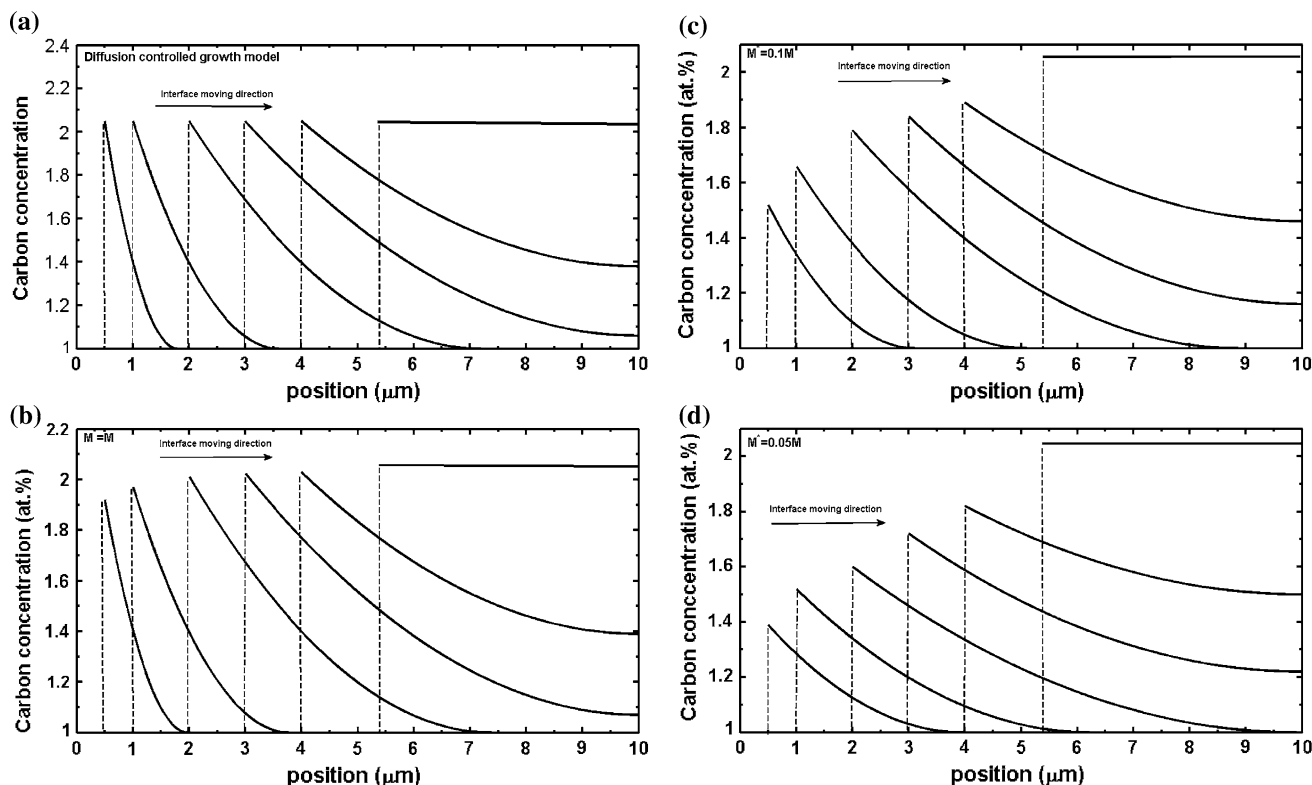 (a)
2.4
2.2
2
1.8
1.6
1.4
1.2
1
Carbon concentration
Diffusion controlled growth model
Interface moving direction
0 1 2 3 4 5 6 7 8 9 10
position (μm)
(c)
2
1.8
1.6
1.4
1.2
1
Carbon conccentration (at.%)
M*=0.1M
Interface moving direction
0 1 2 3 4 5 6 7 8 9 10
position (μm)
(b)
2.2
2
1.8
1.6
1.4
1.2
1
Carbon concentration (at.%)
M*=M
Interface moving direction
0 1 2 3 4 5 6 7 8 9 10
position (μm)
(d)
2
1.8
1.6
1.4
1.2
1
Carbon conccentration (at.%)
M*=0.05M
Interface moving direction
0 1 2 3 4 5 6 7 8 9 10
position (μm)